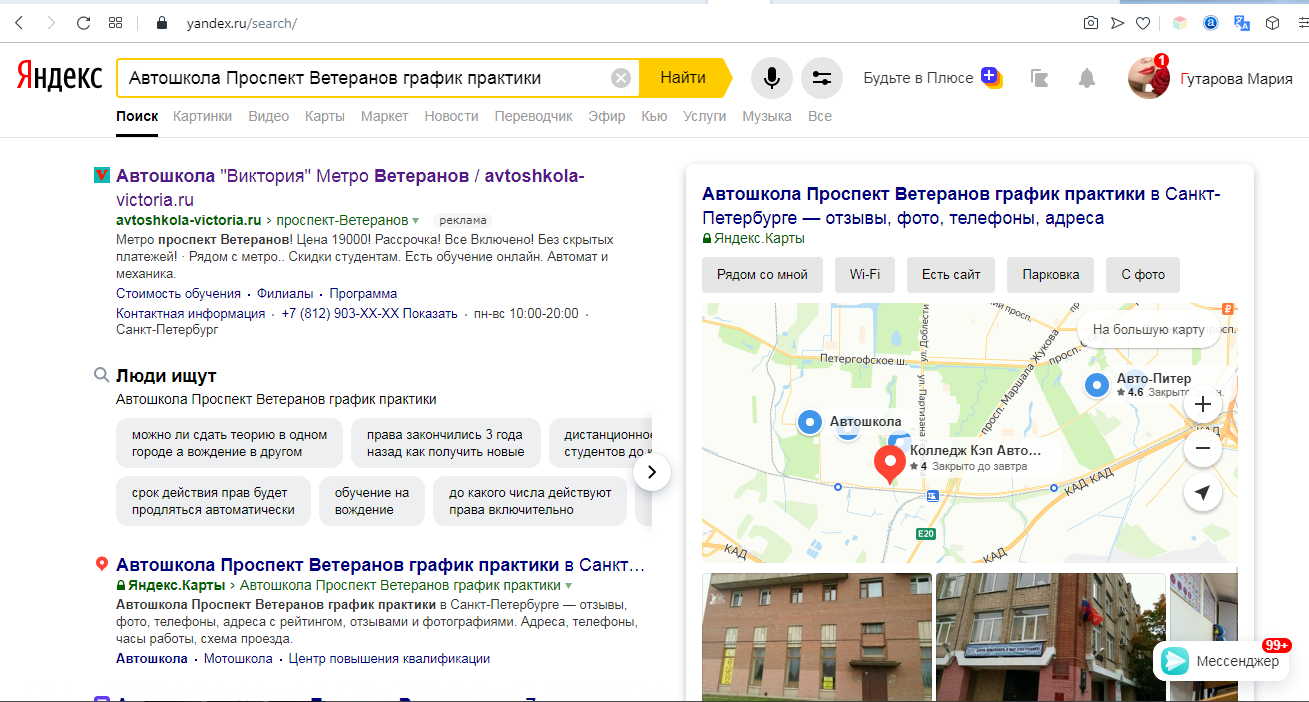 yandex.ru/search/
Яндекс
Автошкола Проспект Ветеранов график практики
Найти
Будьте в Плюсе
1
Гутарова Мария
Поиск Картинки Видео Карты Маркет Новости Переводчик Эфир Кью Услуги Музыка Все
Автошкола "Виктория" Метро Ветеранов / avtoshkola-
victoria.ru
avtoshkola-victoria.ru › проспект-Ветеранов реклама
Метро проспект Ветеранов! Цена 19000! Рассрочка! Все Включено! Без скрытых
платежей! · Рядом с метро.. Скидки студентам. Есть обучение онлайн. Автомат и
механика.
Стоимость обучения · Филиалы · Программа
Контактная информация · +7 (812) 903-XX-XX Показать · пн-вс 10:00-20:00 ·
Санкт-Петербург
Люди ищут
Автошкола Проспект Ветеранов график практики
можно ли сдать теорию в одном
городе а вождение в другом
права закончились 3 года
назад как получить новые
дистанционное
студентов до к
срок действия прав будет
продляться автоматически
обучение на
вождение
до какого числа действуют
права включительно
Автошкола Проспект Ветеранов график практики в Санкт...
Яндекс.Карты › Автошкола Проспект Ветеранов график практики
Автошкола Проспект Ветеранов график практики в Санкт-Петербурге — отзывы,
фото, телефоны, адреса с рейтингом, отзывами и фотографиями. Адреса, телефоны,
часы работы, схема проезда.
Автошкола · Мотошкола · Центр повышения квалификации
Автошкола Проспект Ветеранов график практики в Санкт-
Петербурге — отзывы, фото, телефоны, адреса
Яндекс.Карты
Рядом со мной
Wi-Fi
Есть сайт
Парковка
С фото
На большую карту
Петергофское ш.
ул. Доблести
ул. Партизана
просп. Маршала Жукова
Авто-Питер
4.6 Закрыто
Автошкола
Колледж Кэп Авто...
4 Закрыто до завтра
КАД
КАД КАД
E20
КАД
КАД
99+
Мессенджер